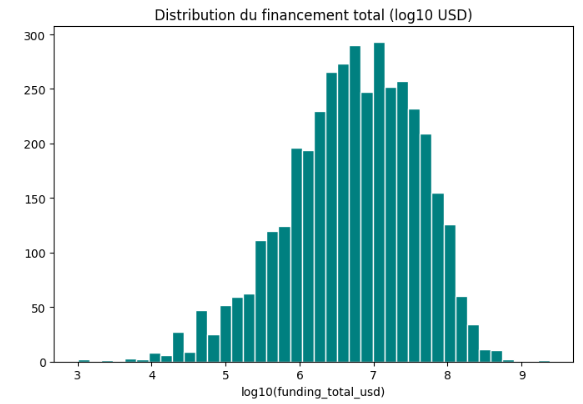 Distribution du financement total (log10 USD)
300
250
200
150
100
50
0
3 4 5 6 7 8 9
log10(funding_total_usd)